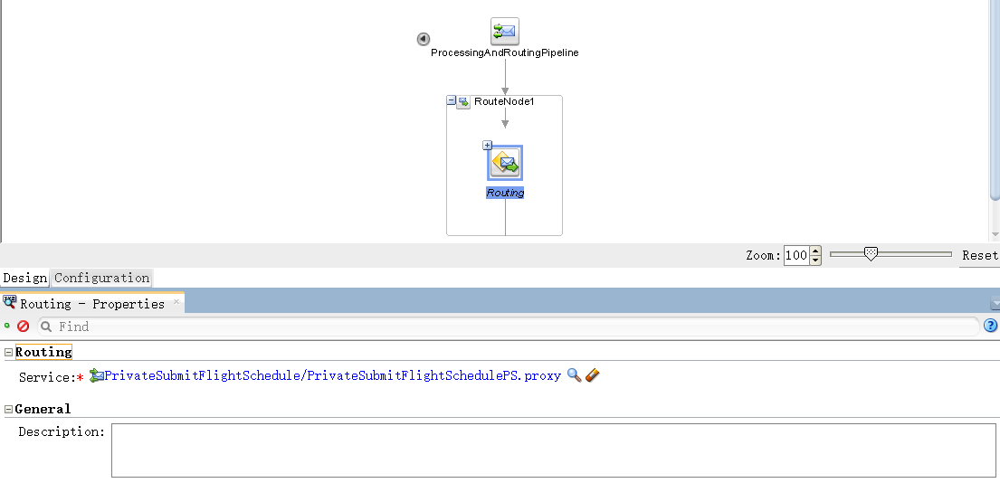 ProcessingAndRoutingPipeline
RouteNode1
Routing
Zoom: 100 Reset
Design Configuration
Routing - Properties
Find
Routing
Service:* PrivateSubmitFlightSchedule/PrivateSubmitFlightSchedulePS.proxy
General
Description: